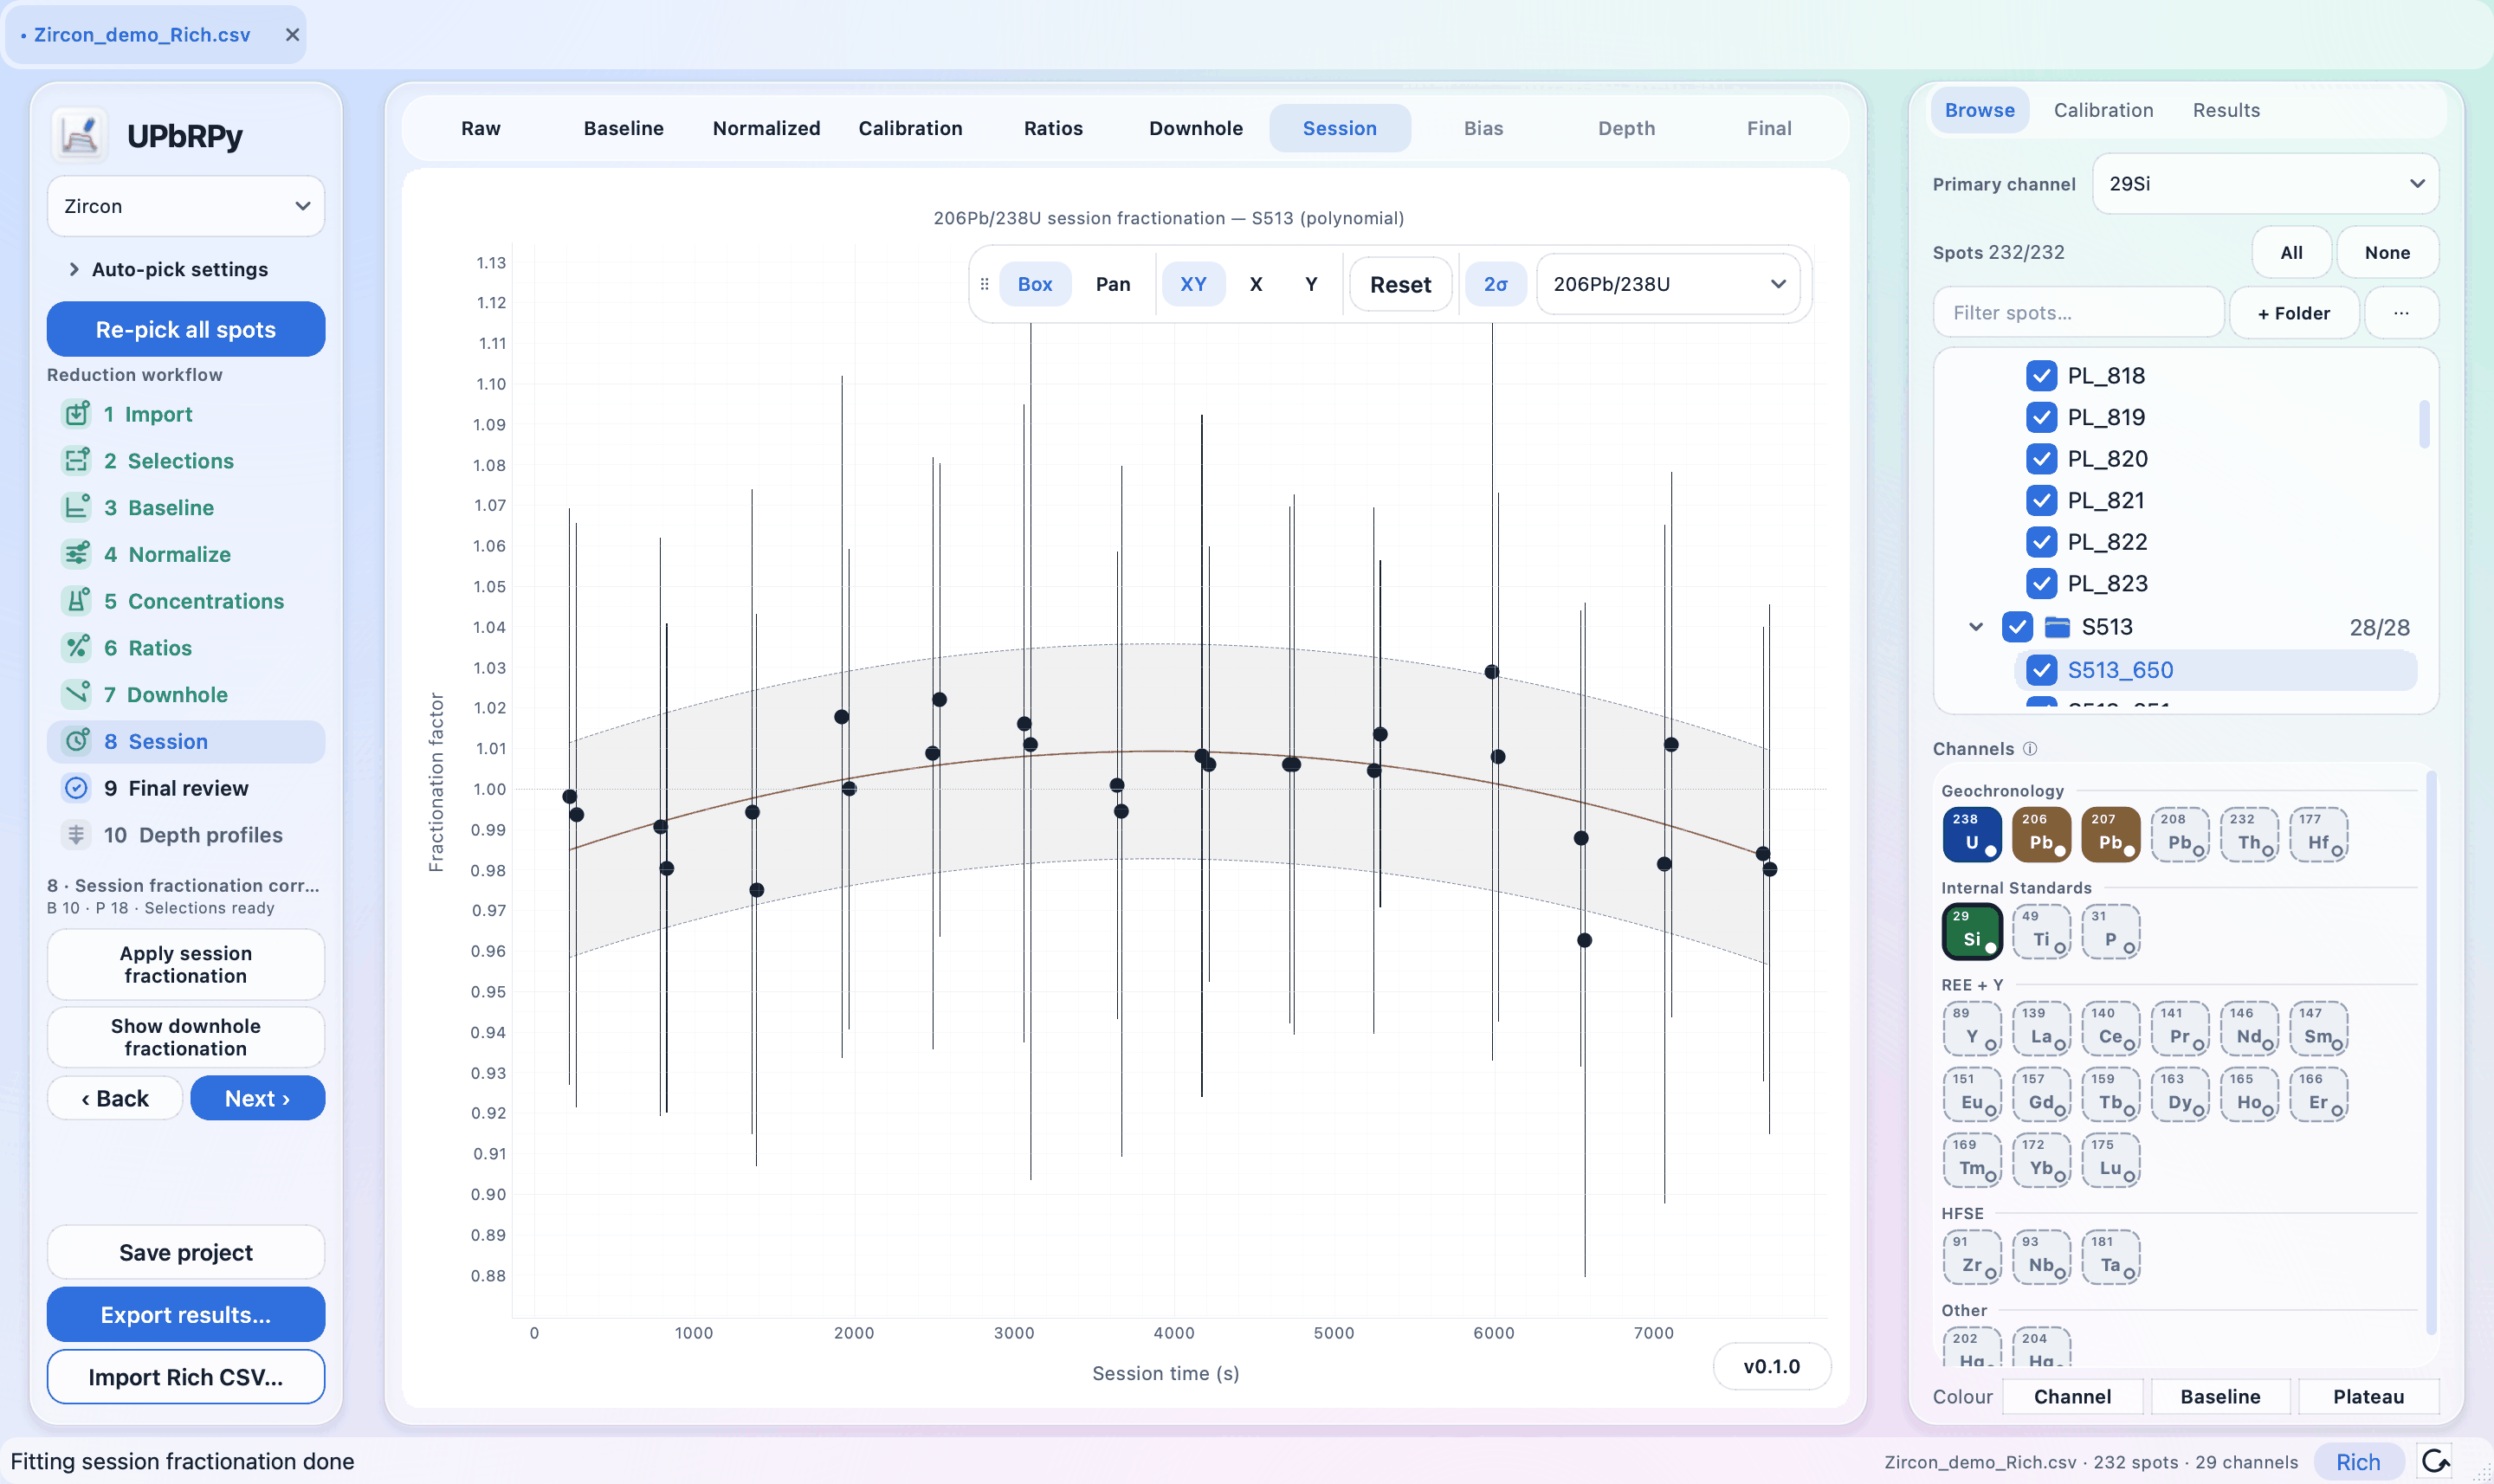 • Zircon_demo_Rich.csv ✕
UPbRPy
Zircon
Auto-pick settings
Re-pick all spots
Reduction workflow
1 Import
2 Selections
3 Baseline
4 Normalize
5 Concentrations
6 Ratios
7 Downhole
8 Session
9 Final review
10 Depth profiles
8 · Session fractionation corr...
B 10 · P 18 · Selections ready
Apply session
fractionation
Show downhole
fractionation
‹ Back Next ›
Save project
Export results...
Import Rich CSV...
Raw Baseline Normalized Calibration Ratios Downhole Session Bias Depth Final
206Pb/238U session fractionation — S513 (polynomial)
Box Pan XY X Y Reset 2σ 206Pb/238U
Fractionation factor
1.13
1.12
1.11
1.10
1.09
1.08
1.07
1.06
1.05
1.04
1.03
1.02
1.01
1.00
0.99
0.98
0.97
0.96
0.95
0.94
0.93
0.92
0.91
0.90
0.89
0.88
0 1000 2000 3000 4000 5000 6000 7000
Session time (s)
v0.1.0
Browse Calibration Results
Primary channel 29Si
Spots 232/232 All None
Filter spots... + Folder ...
PL_818
PL_819
PL_820
PL_821
PL_822
PL_823
S513 28/28
S513_650
Channels ⓘ
Geochronology
238 206 207 208 232 177
U Pb Pb Pb Th Hf
Internal Standards
29 49 31
Si Ti P
REE + Y
89 139 140 141 146 147
Y La Ce Pr Nd Sm
151 157 159 163 165 166
Eu Gd Tb Dy Ho Er
169 172 175
Tm Yb Lu
HFSE
91 93 181
Zr Nb Ta
Other
202 204
Hg Hg
Colour Channel Baseline Plateau
Fitting session fractionation done
Zircon_demo_Rich.csv · 232 spots · 29 channels Rich